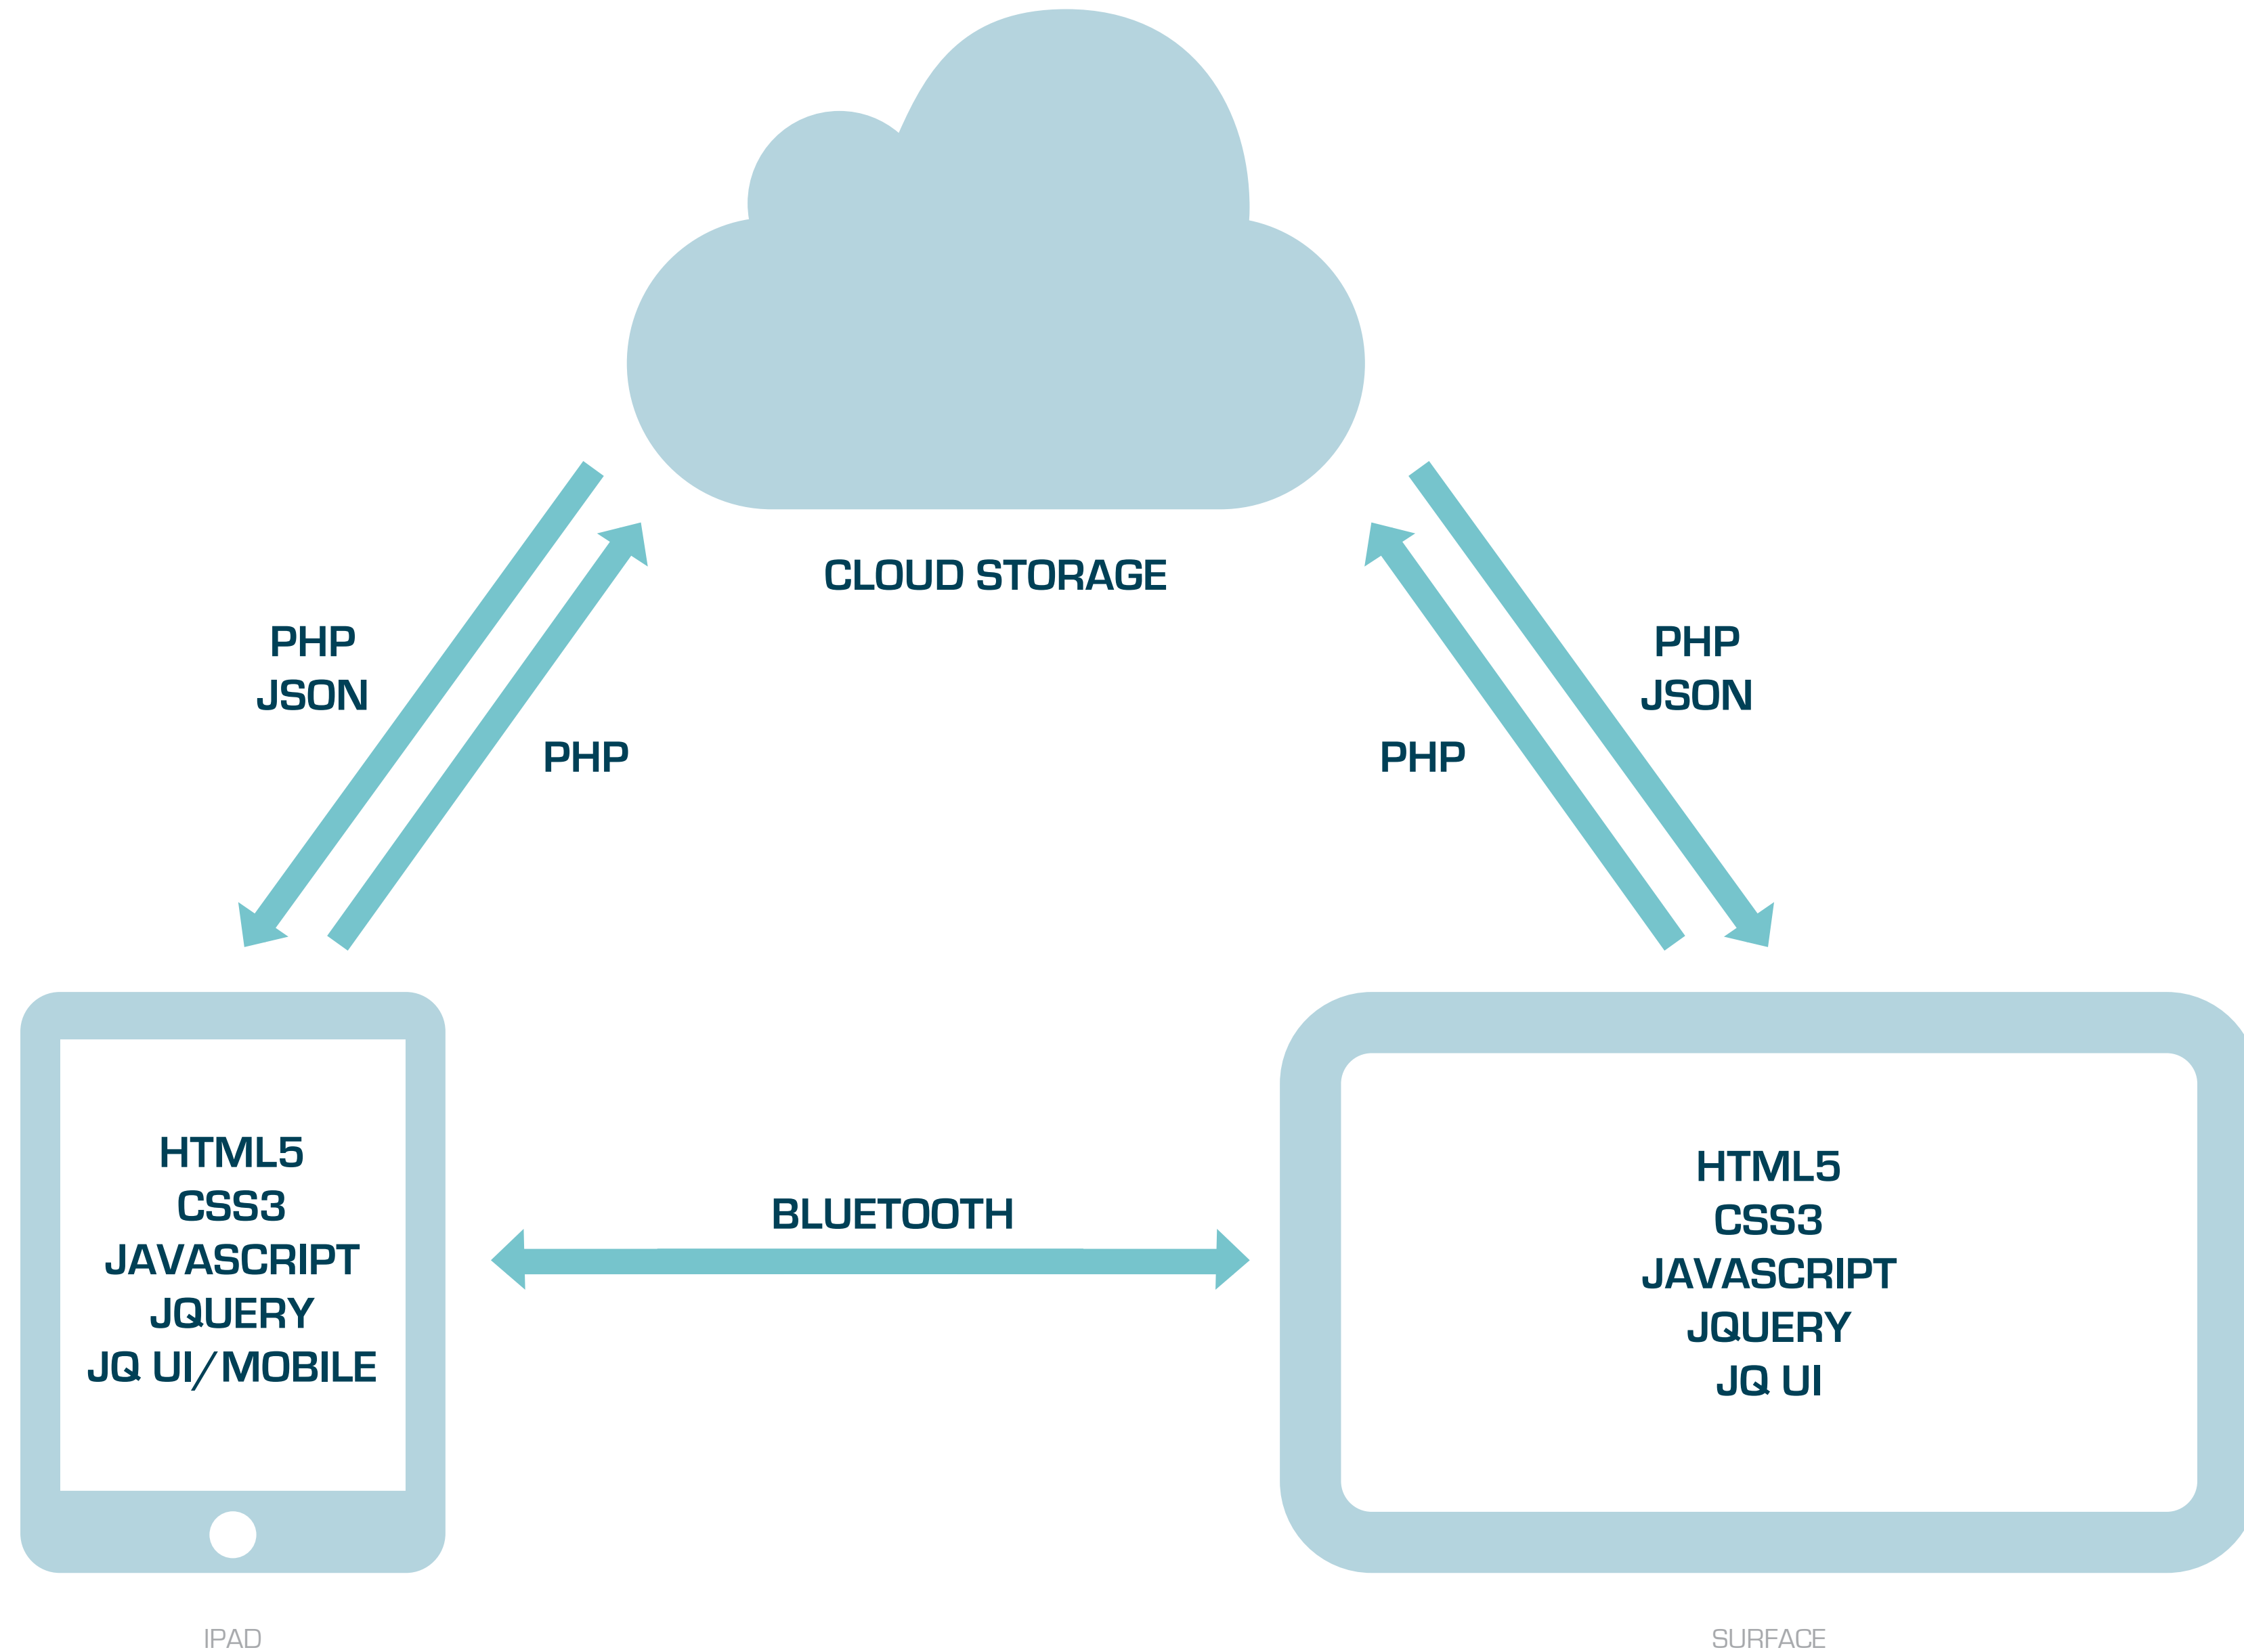 CLOUD STORAGE
PHP
JSON
PHP
PHP
PHP
JSON
HTML5
CSS3
JAVASCRIPT
JQUERY
JQ UI/MOBILE
BLUETOOTH
HTML5
CSS3
JAVASCRIPT
JQUERY
JQ UI
IPAD
SURFACE